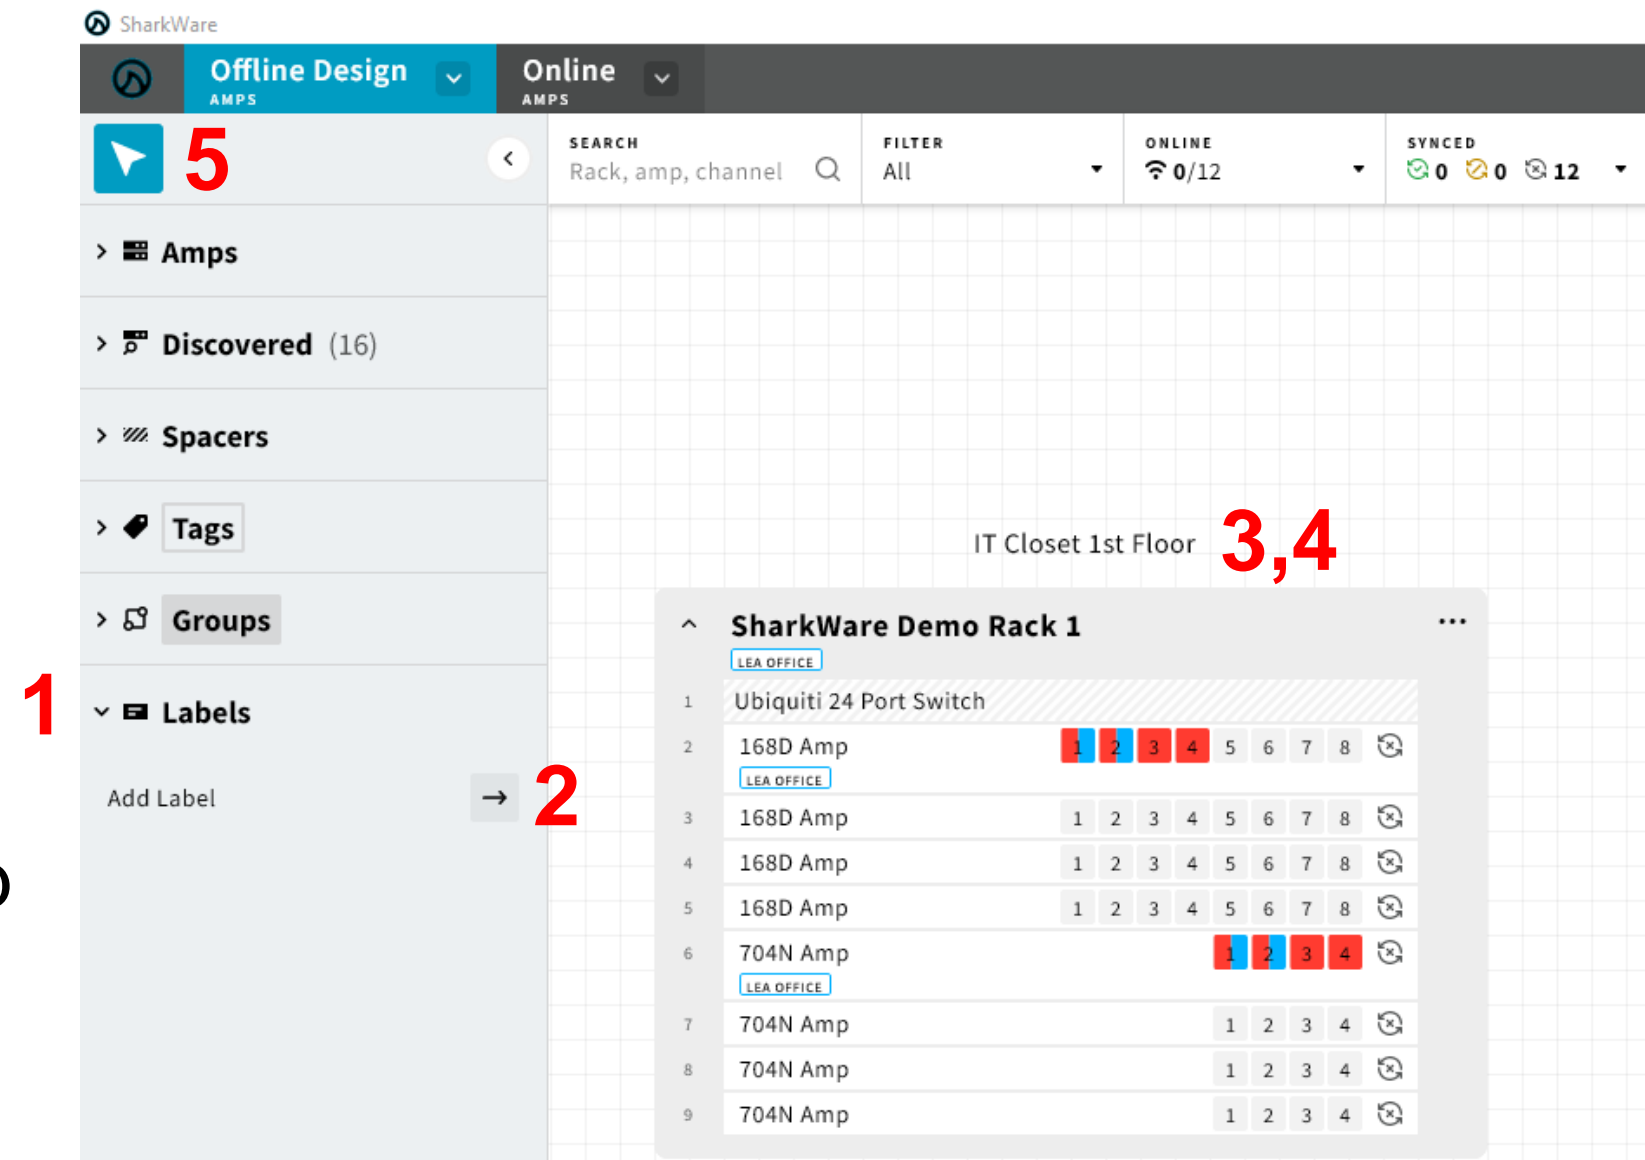 SharkWare
Offline Design
AMPS
Online
AMPS
5
SEARCH
Rack, amp, channel
FILTER
All
ONLINE
0/12
SYNCED
0 0 12
Amps
Discovered (16)
Spacers
Tags
Groups
1
Labels
Add Label
2
IT Closet 1st Floor
3,4
SharkWare Demo Rack 1
LEA OFFICE
1 Ubiquiti 24 Port Switch
2 168D Amp 1 2 3 4 5 6 7 8
LEA OFFICE
3 168D Amp 1 2 3 4 5 6 7 8
4 168D Amp 1 2 3 4 5 6 7 8
5 168D Amp 1 2 3 4 5 6 7 8
6 704N Amp 1 2 3 4
LEA OFFICE
7 704N Amp 1 2 3 4
8 704N Amp 1 2 3 4
9 704N Amp 1 2 3 4